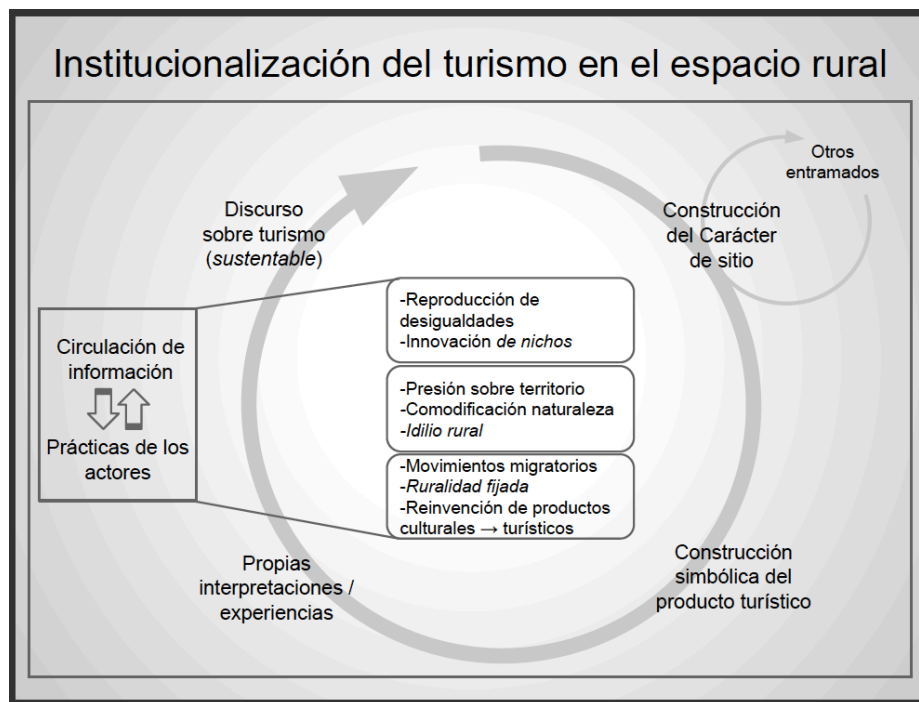 Institucionalización del turismo en el espacio rural
Otros
entramados
Discurso
sobre turismo
(sustentable)
Construcción
del Carácter
de sitio
-Reproducción de
desigualdades
-Innovación de nichos
Circulación de
información
Prácticas de los
actores
-Presión sobre territorio
-Comodificación naturaleza
-Idilio rural
-Movimientos migratorios
-Ruralidad fijada
-Reinvención de productos
culturales → turísticos
Propias
interpretaciones /
experiencias
Construcción
simbólica del
producto turístico